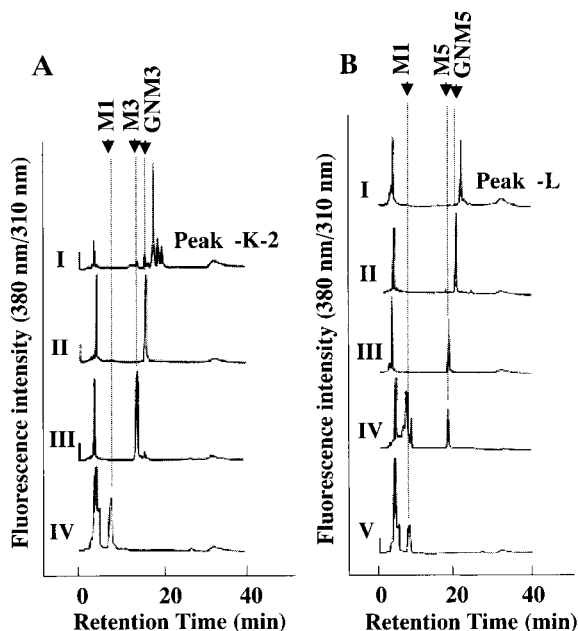 A
M1
M3
GNM3
Fluorescence intensity (380 nm/310 nm)
I
Peak -K-2
II
III
IV
0
20
40
Retention Time (min)
B
M1
M5
GNM5
Fluorescence intensity (380 nm/310 nm)
I
Peak -L
II
III
IV
V
0
20
40
Retention Time (min)